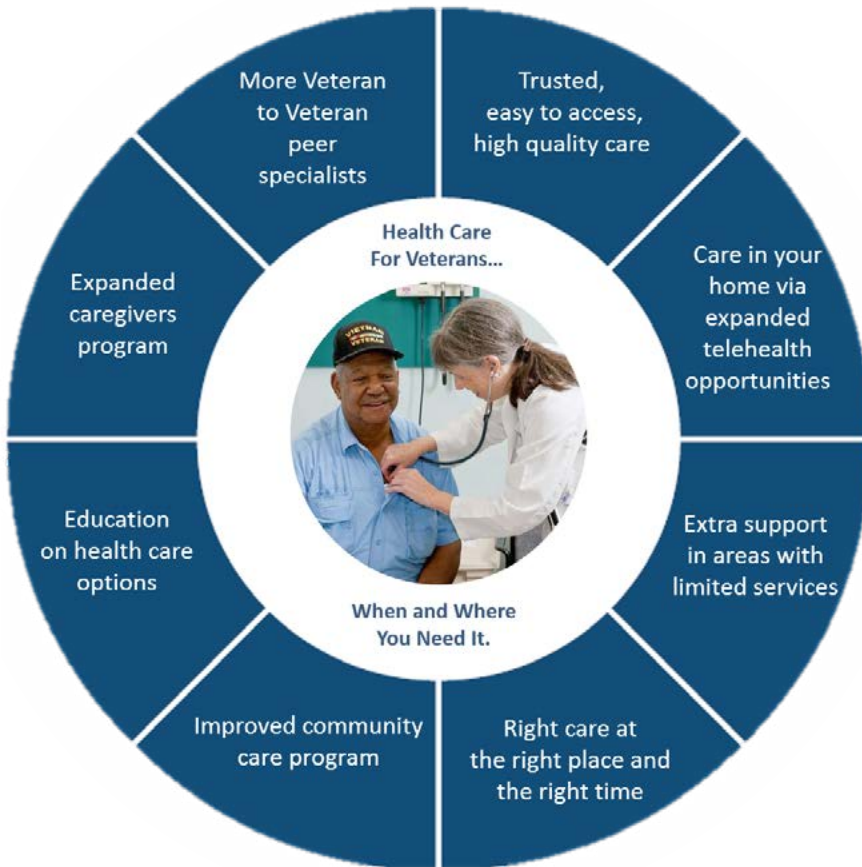 More Veteran
to Veteran
peer
specialists
Trusted,
easy to access,
high quality care
Care in your
home via
expanded
telehealth
opportunities
Extra support
in areas with
limited services
Right care at
the right place and
the right time
Improved community
care program
Education
on health care
options
Expanded
caregivers
program
Health Care
For Veterans...
VIETNAM
VETERAN
When and Where
You Need It.